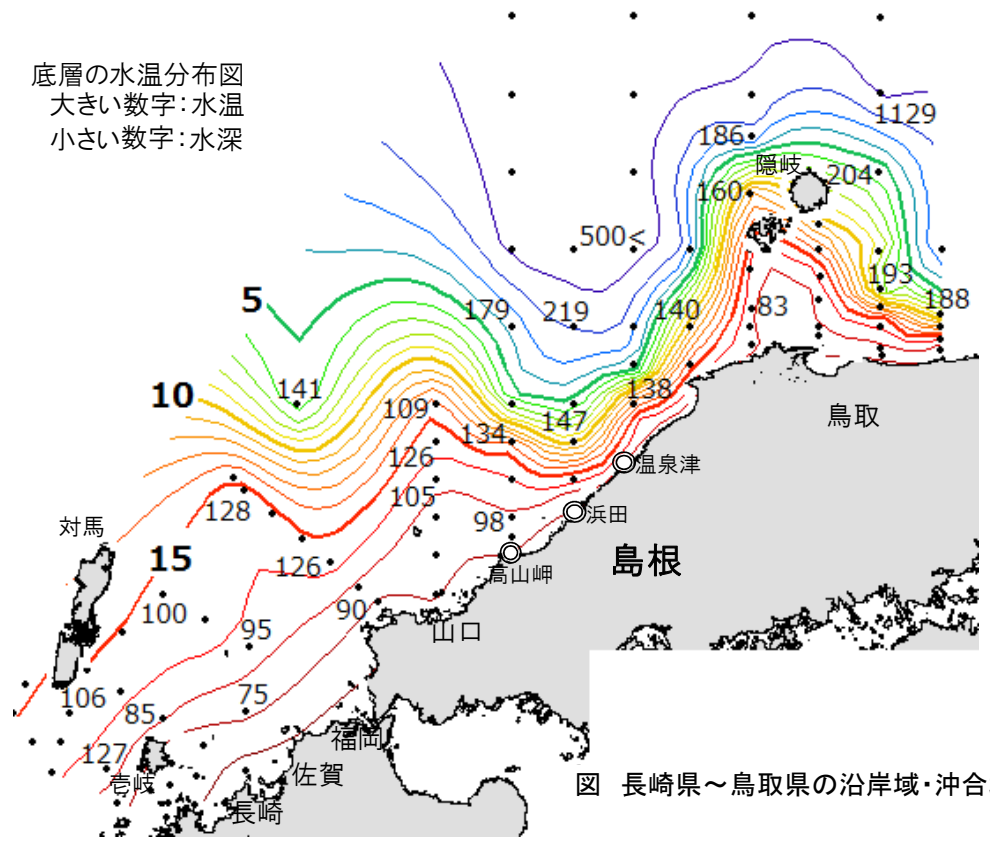 底層の水温分布図
大きい数字：水温
小さい数字：水深
1129
186
隠岐
204
160
500<
193
5
179
219
140
83
188
141
10
109
138
鳥取
134
147
126
温泉津
128
105
98
浜田
対馬
15
126
高山岬
島根
100
90
95
山口
106
75
85
127
福岡
壱岐
佐賀
長崎
図 長崎県～鳥取県の沿岸域・沖合